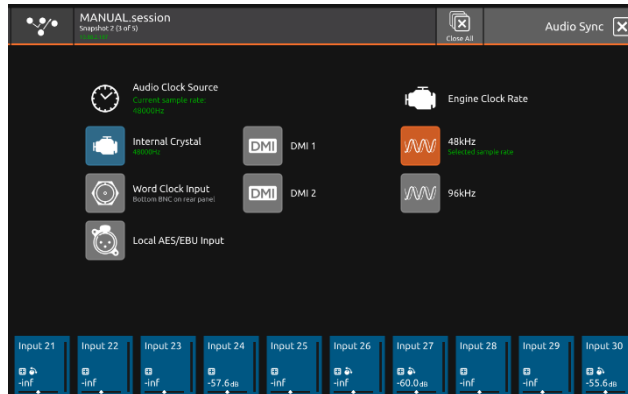 MANUAL.session
Snapshot 2 (3 of 5)
Close All
Audio Sync
Audio Clock Source
Current sample rate:
48000Hz
Engine Clock Rate
Internal Crystal
48000Hz
DMI
DMI 1
48kHz
Selected sample rate
Word Clock Input
Bottom BNC on rear panel
DMI
DMI 2
96kHz
Local AES/EBU Input
Input 21
Input 22
Input 23
Input 24
Input 25
Input 26
Input 27
Input 28
Input 29
Input 30
-inf
-inf
-inf
-57.6dB
-inf
-inf
-60.0dB
-inf
-inf
-55.6dB